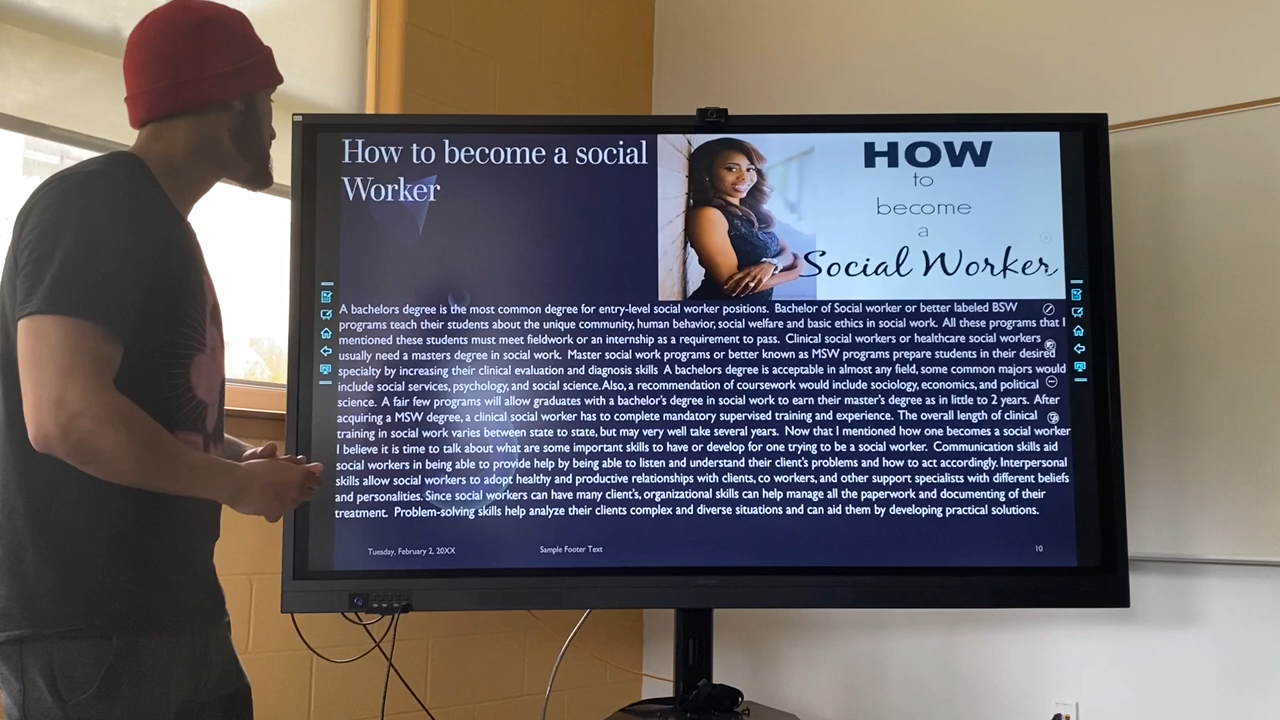 How to become a social
Worker
HOW
to
become
a
Social Worker
A bachelors degree is the most common degree for entry-level social worker positions. Bachelor of Social worker or better labeled BSW
programs teach their students about the unique community, human behavior, social welfare and basic ethics in social work. All these programs that I
mentioned these students must meet fieldwork or an internship as a requirement to pass. Clinical social workers or healthcare social workers
usually need a masters degree in social work. Master social work programs or better known as MSW programs prepare students in their desired
specialty by increasing their clinical evaluation and diagnosis skills A bachelors degree is acceptable in almost any field, some common majors would
include social services, psychology, and social science. Also, a recommendation of coursework would include sociology, economics, and political
science. A fair few programs will allow graduates with a bachelor's degree in social work to earn their master's degree as in little to 2 years. After
acquiring a MSW degree, a clinical social worker has to complete mandatory supervised training and experience. The overall length of clinical
training in social work varies between state to state, but may very well take several years. Now that I mentioned how one becomes a social worker
I believe it is time to talk about what are some important skills to have or develop for one trying to be a social worker. Communication skills aid
social workers in being able to provide help by being able to listen and understand their client's problems and how to act accordingly. Interpersonal
skills allow social workers to adopt healthy and productive relationships with clients, co workers, and other support specialists with different beliefs
and personalities. Since social workers can have many client's, organizational skills can help manage all the paperwork and documenting of their
treatment. Problem-solving skills help analyze their clients complex and diverse situations and can aid them by developing practical solutions.
Tuesday, February 2, 20XX
Sample Footer Text
10